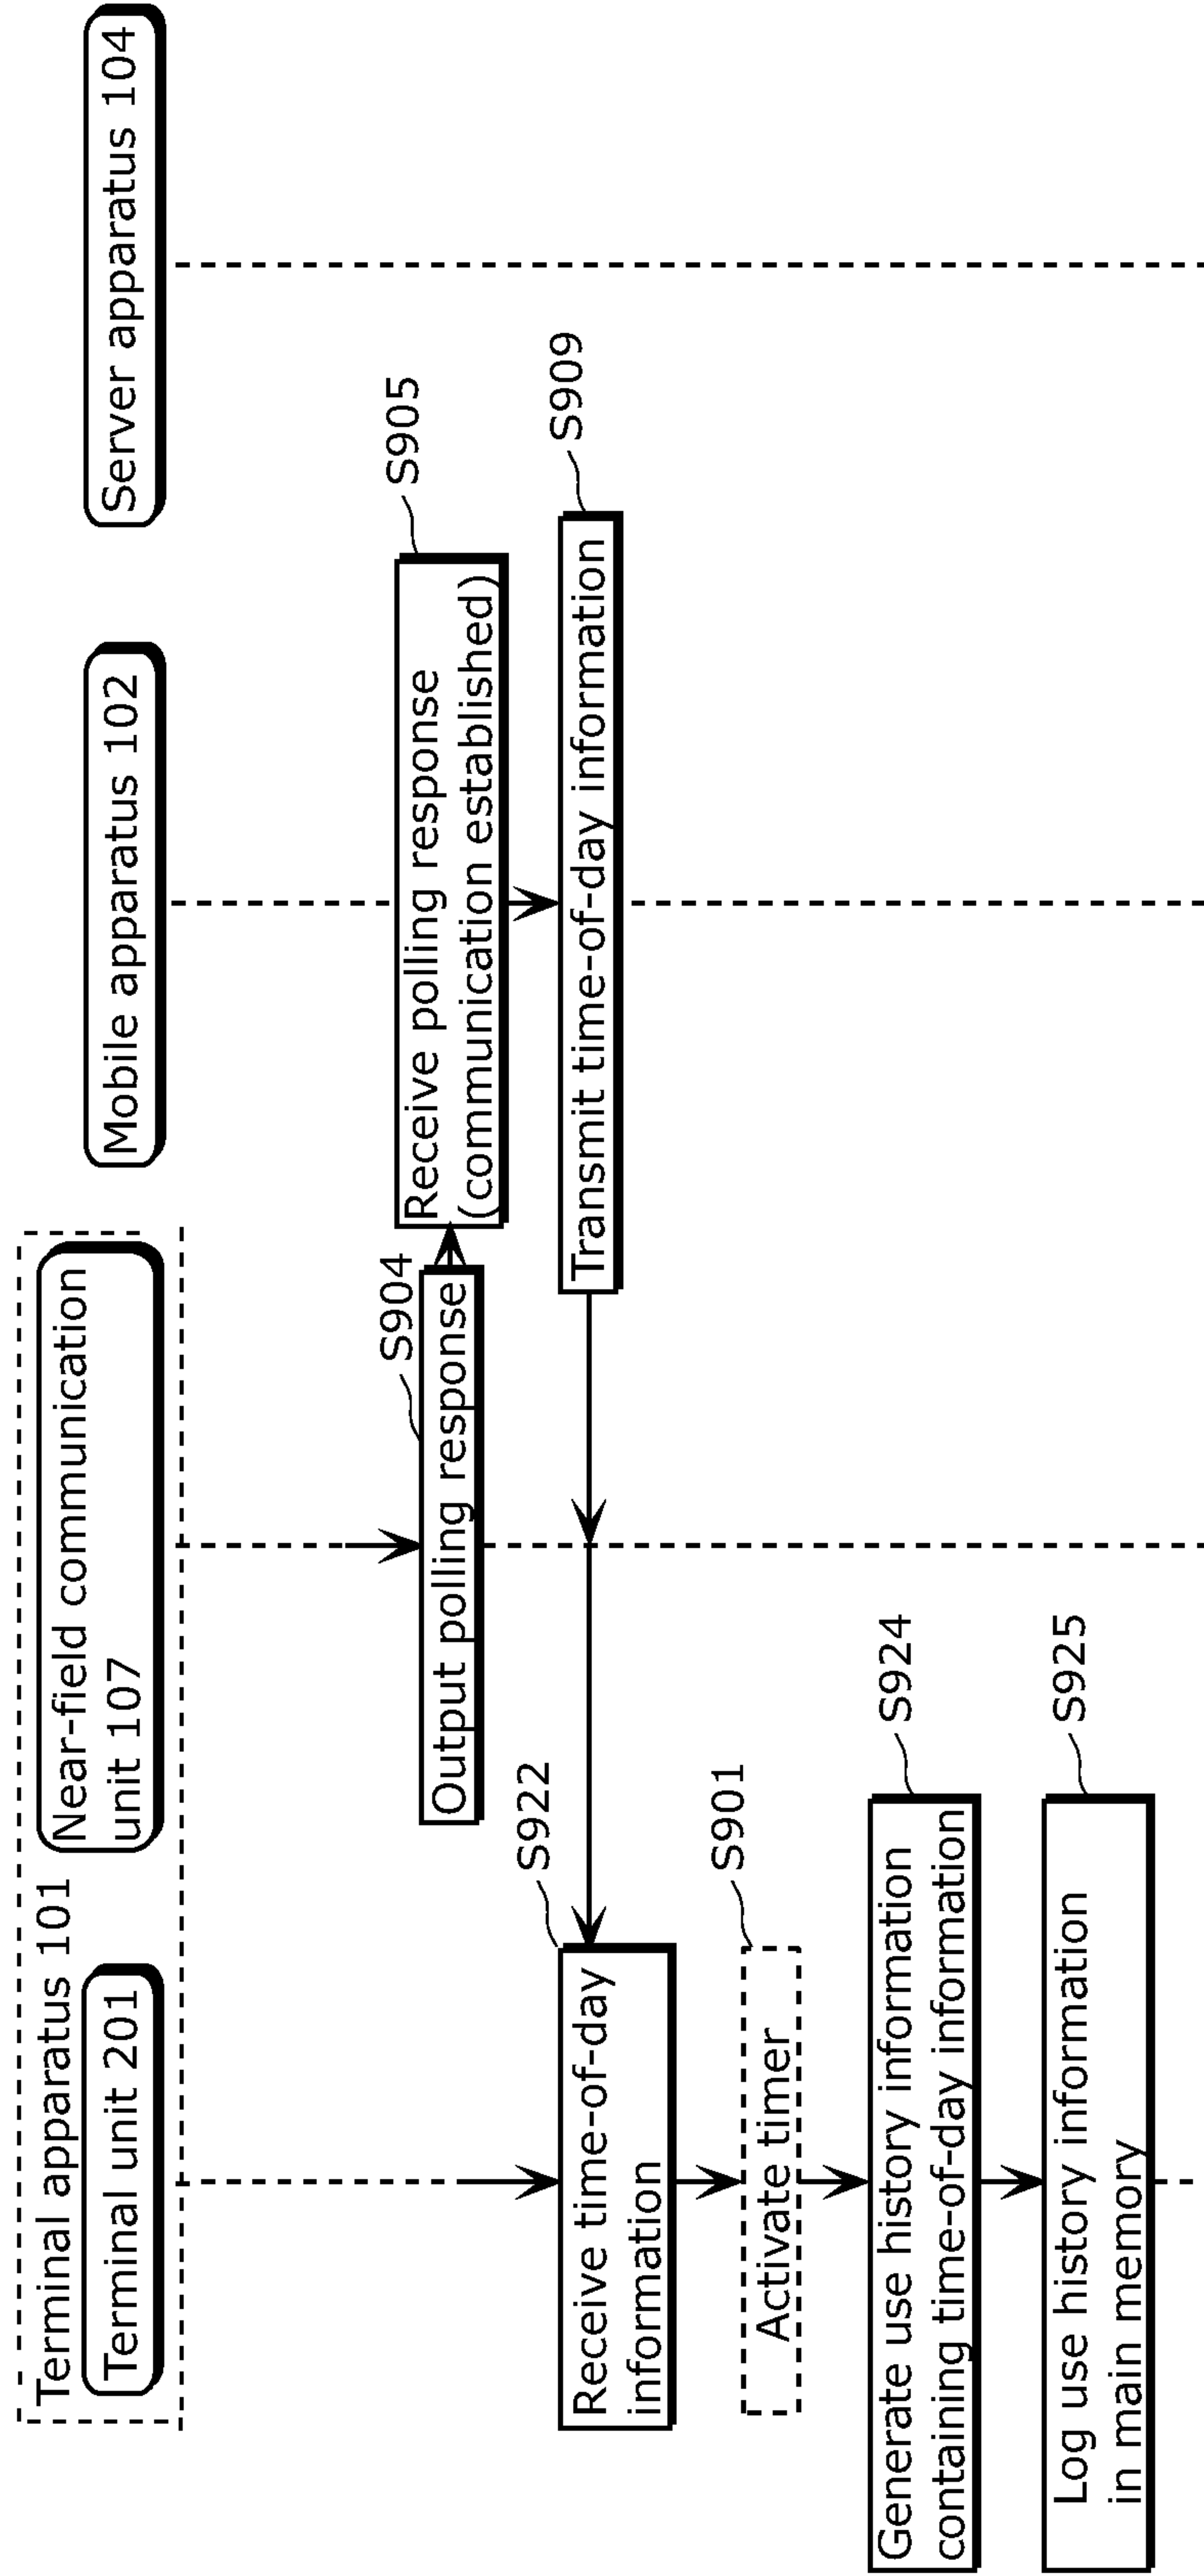 Terminal apparatus 101
Terminal unit 201
Near-field communication
unit 107
Mobile apparatus 102
Server apparatus 104
S904
Output polling response
S905
Receive polling response
(communication established)
S922
Receive time-of-day
information
S909
Transmit time-of-day information
S901
Activate timer
S924
Generate use history information
containing time-of-day information
S925
Log use history information
in main memory